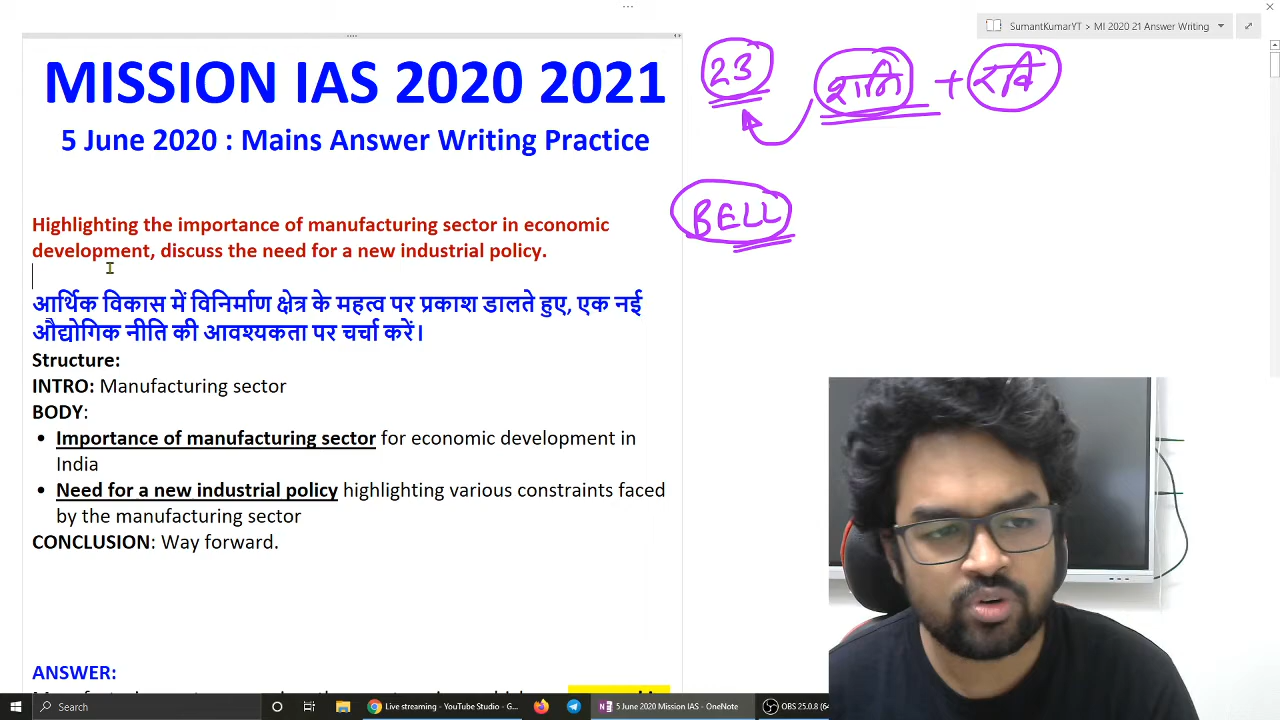 SumantKumarYT > MI 2020 21 Answer Writing
MISSION IAS 2020 2021
5 June 2020 : Mains Answer Writing Practice
23 शनि + रवि
BELL
Highlighting the importance of manufacturing sector in economic
development, discuss the need for a new industrial policy.
आर्थिक विकास में विनिर्माण क्षेत्र के महत्व पर प्रकाश डालते हुए, एक नई
औद्योगिक नीति की आवश्यकता पर चर्चा करें।
Structure:
INTRO: Manufacturing sector
BODY:
• Importance of manufacturing sector for economic development in
India
• Need for a new industrial policy highlighting various constraints faced
by the manufacturing sector
CONCLUSION: Way forward.
ANSWER:
Search
Live streaming - YouTube Studio - G...
5 June 2020 Mission IAS - OneNote
OBS 25.0.8 (64